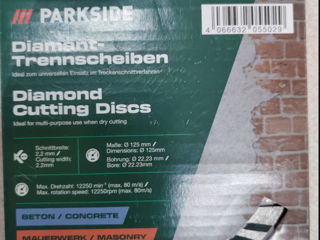 /// PARKSIDE
4 066632 055029
Diamant-
Trennscheiben
Ideal zum universellen Einsatz im Trockenschnittverfahren
Diamond
Cutting Discs
Ideal for multi-purpose use when dry cutting
Schnittbreite:
2,2 mm /
Cutting width:
2.2mm
Maße: Ø 125 mm /
Dimensions: Ø 125mm
Bohrung: Ø 22,23 mm /
Bore: Ø 22.23mm
Max. Drehzahl: 12250 min⁻¹ (max. 80 m/s) /
Max. rotation speed: 12250rpm (max. 80m/s)
BETON / CONCRETE
MAUERWERK / MASONRY